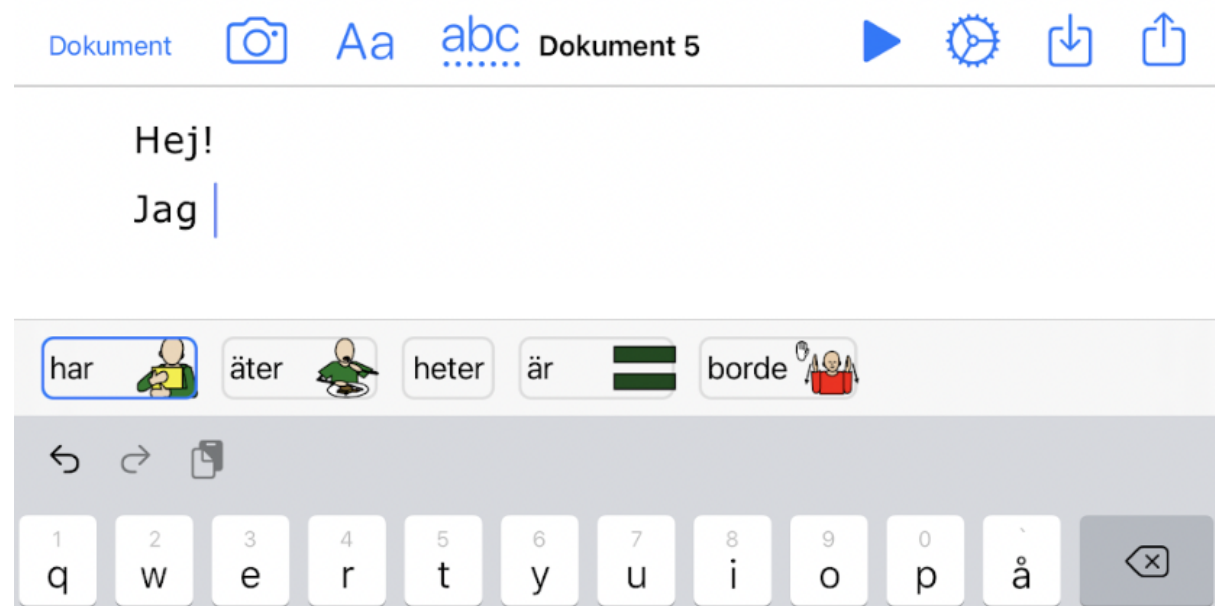 Dokument Aa abc Dokument 5
Hej!
Jag
har äter heter är borde
1 2 3 4 5 6 7 8 9 0 `
q w e r t y u i o p å